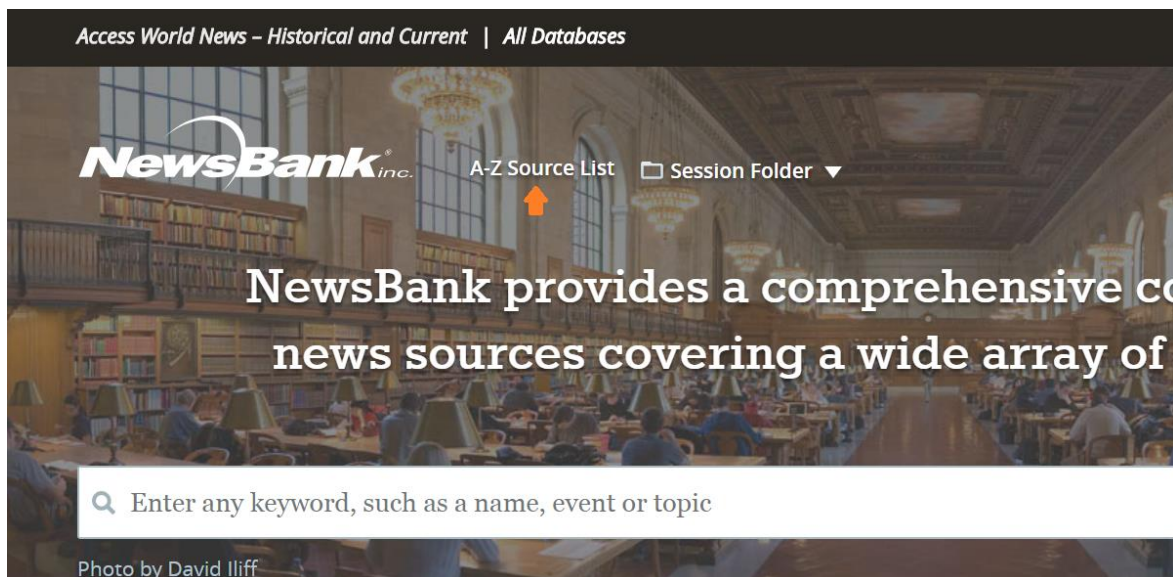 Access World News – Historical and Current | All Databases
NewsBank® inc.
A-Z Source List
Session Folder
NewsBank provides a comprehensive co
news sources covering a wide array of
Enter any keyword, such as a name, event or topic
Photo by David Iliff